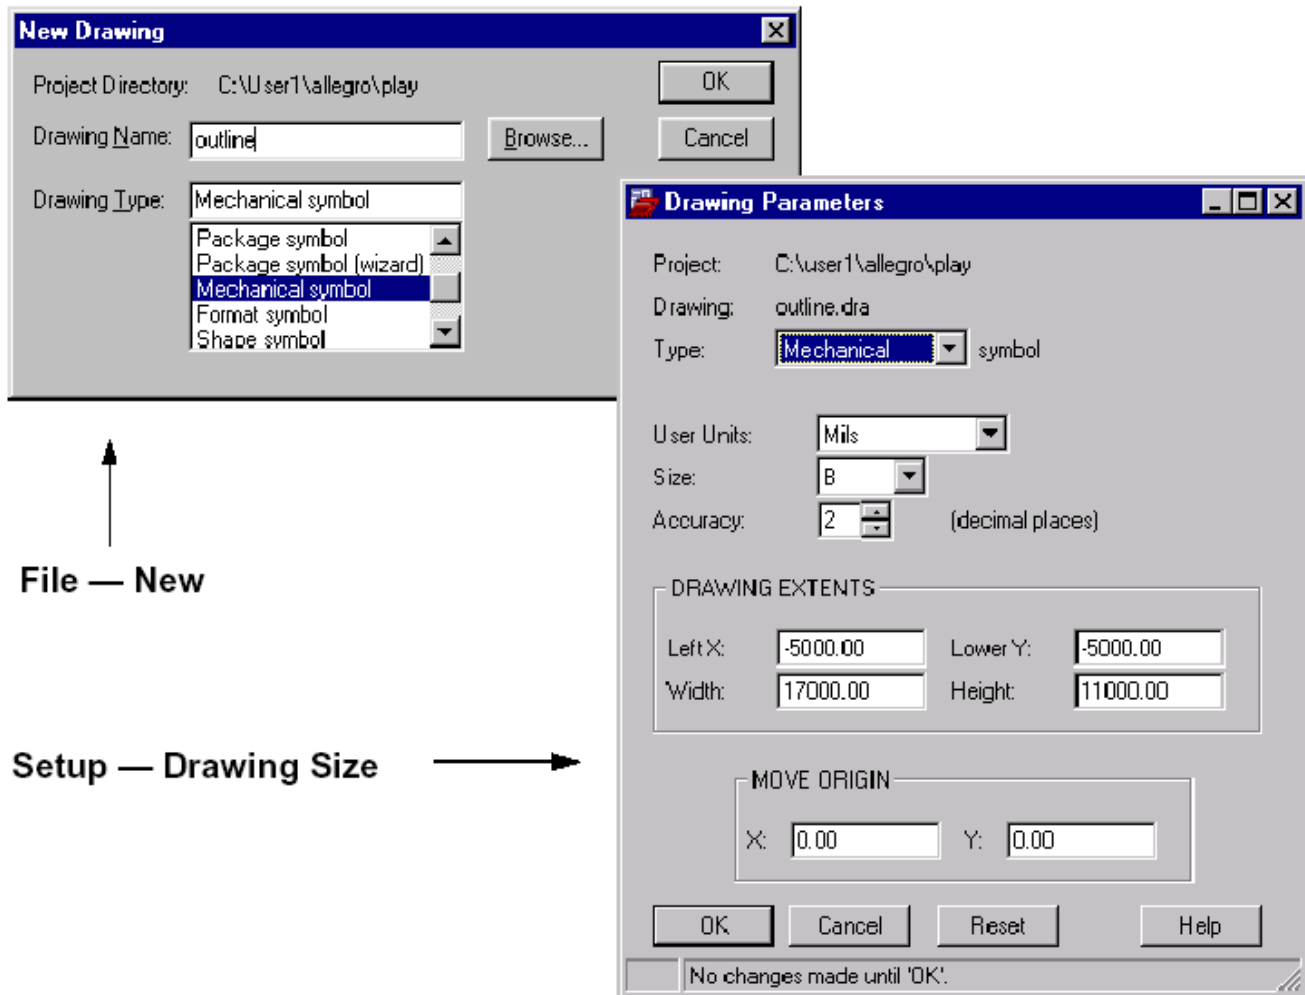 New Drawing
Project Directory: C:\User1\allegro\play
OK
Drawing Name: outline
Browse...
Cancel
Drawing Type: Mechanical symbol
Package symbol
Package symbol (wizard)
Mechanical symbol
Format symbol
Shape symbol
File — New
Setup — Drawing Size
Drawing Parameters
Project: C:\user1\allegro\play
Drawing: outline.dra
Type: Mechanical symbol
User Units: Mils
Size: B
Accuracy: 2 (decimal places)
DRAWING EXTENTS
Left X: -5000.00 Lower Y: -5000.00
Width: 17000.00 Height: 11000.00
MOVE ORIGIN
X: 0.00 Y: 0.00
OK Cancel Reset Help
No changes made until 'OK'.